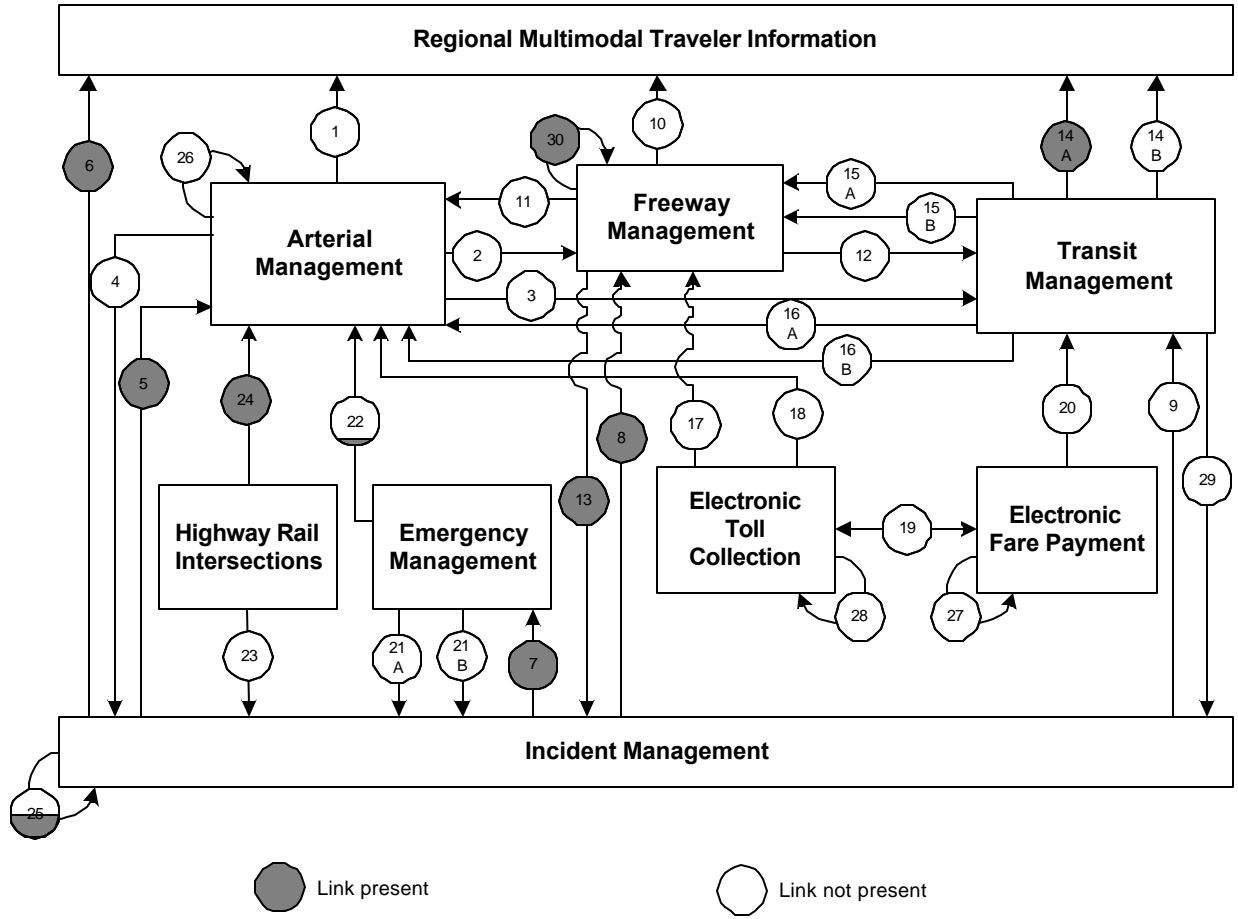 Regional Multimodal Traveler Information
6
26
1
30
10
14
A
14
B
15
A
11
15
B
Arterial
Management
Freeway
Management
Transit
Management
4
2
12
3
16
A
16
B
5
24
22
8
17
18
20
9
13
29
Highway Rail
Intersections
Emergency
Management
Electronic
Toll
Collection
19
Electronic
Fare Payment
28
27
23
21
A
21
B
7
Incident Management
25
Link present
Link not present